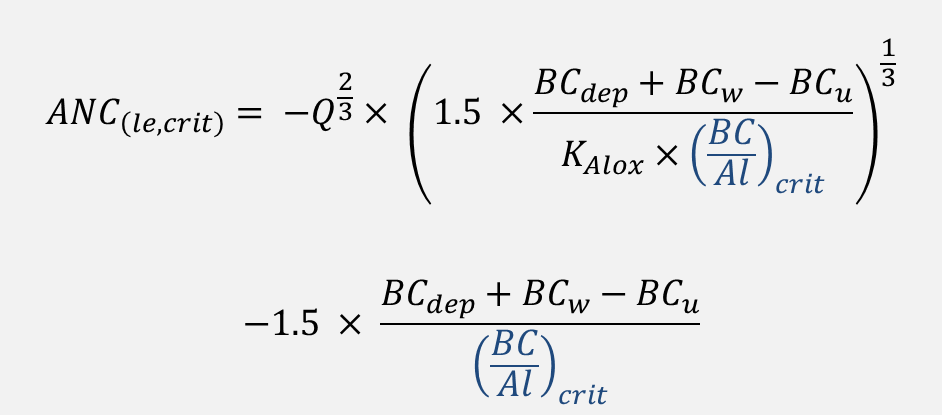 ANC_(le,crit) = −Q^(2/3) × (1.5 × (BC_dep + BC_w − BC_u) / (K_Alox × (BC/Al)_crit))^(1/3)
−1.5 × (BC_dep + BC_w − BC_u) / (BC/Al)_crit